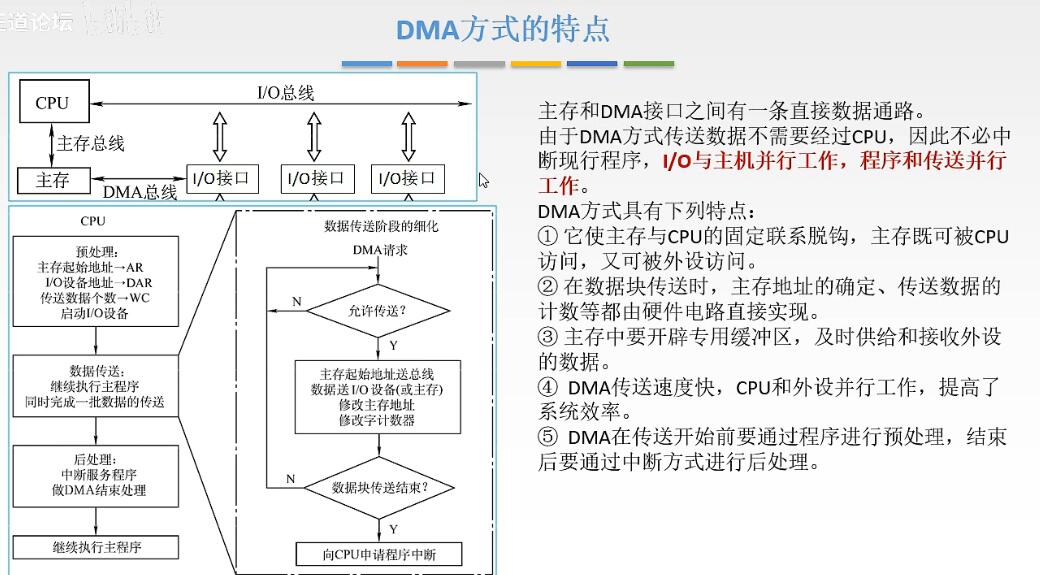 王道论坛
DMA方式的特点
CPU
I/O总线
主存总线
主存
DMA总线
I/O接口
I/O接口
I/O接口
CPU
预处理：
主存起始地址→AR
I/O设备地址→DAR
传送数据个数→WC
启动I/O设备
数据传送：
继续执行主程序
同时完成一批数据的传送
后处理：
中断服务程序
做DMA结束处理
继续执行主程序
数据传送阶段的细化
DMA请求
N
允许传送？
Y
主存起始地址送总线
数据送I/O设备(或主存)
修改主存地址
修改字计数器
N
数据块传送结束？
Y
向CPU申请程序中断
主存和DMA接口之间有一条直接数据通路。
由于DMA方式传送数据不需要经过CPU，因此不必中
断现行程序，I/O与主机并行工作，程序和传送并行
工作。
DMA方式具有下列特点：
① 它使主存与CPU的固定联系脱钩，主存既可被CPU
访问，又可被外设访问。
② 在数据块传送时，主存地址的确定、传送数据的
计数等都由硬件电路直接实现。
③ 主存中要开辟专用缓冲区，及时供给和接收外设
的数据。
④ DMA传送速度快，CPU和外设并行工作，提高了
系统效率。
⑤ DMA在传送开始前要通过程序进行预处理，结束
后要通过中断方式进行后处理。